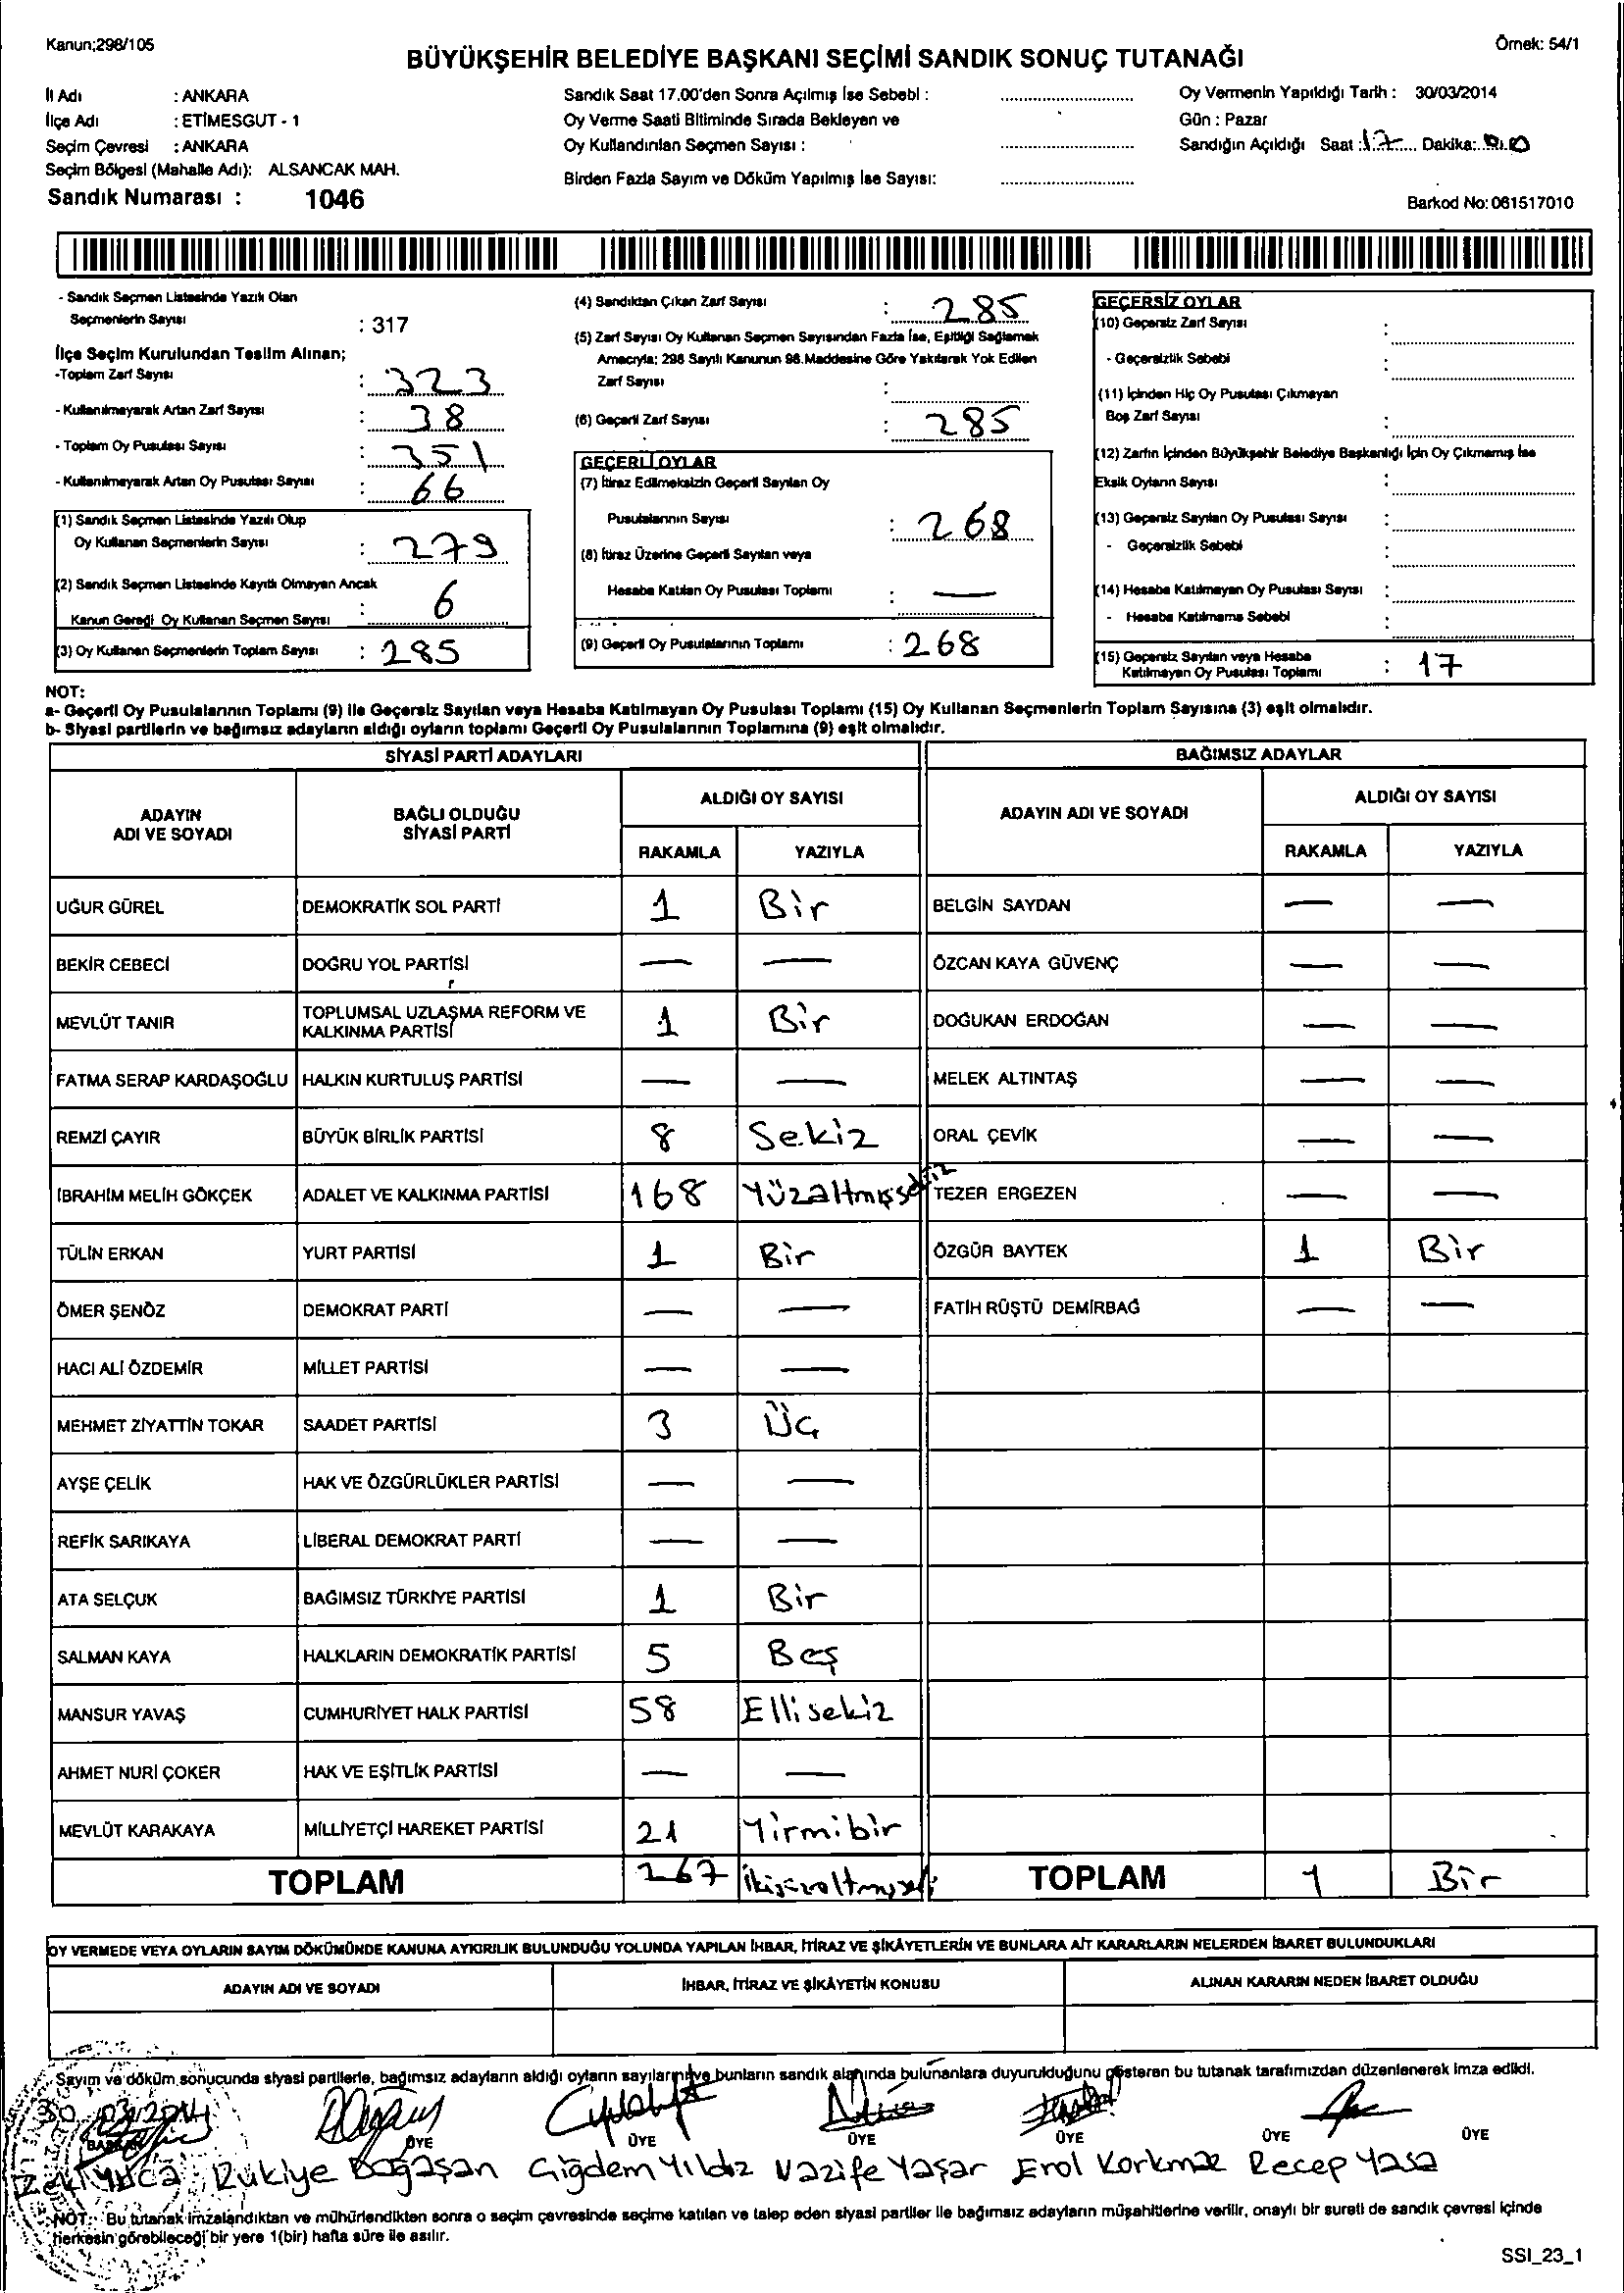 Kanun;298/105
Örnek: 54/1
BÜYÜKŞEHİR BELEDİYE BAŞKANI SEÇİMİ SANDIK SONUÇ TUTANAĞI
İl Adı : ANKARA
İlçe Adı : ETİMESGUT - 1
Seçim Çevresi : ANKARA
Seçim Bölgesi (Mahalle Adı): ALSANCAK MAH.
Sandık Numarası : 1046
Sandık Saat 17.00'den Sonra Açılmış İse Sebebi :
Oy Verme Saati Bitiminde Sırada Bekleyen ve
Oy Kullandırılan Seçmen Sayısı :
Birden Fazla Sayım ve Döküm Yapılmış İse Sayısı:
Oy Vermenin Yapıldığı Tarih : 30/03/2014
Gün : Pazar
Sandığın Açıldığı Saat : 17 Dakika: 00
Barkod No: 061517010
- Sandık Seçmen Listesinde Yazılı Olan
Seçmenlerin Sayısı : 317
İlçe Seçim Kurulundan Teslim Alınan;
-Toplam Zarf Sayısı : 323
- Kullanılmayarak Artan Zarf Sayısı : 38
- Toplam Oy Pusulası Sayısı : 351
- Kullanılmayarak Artan Oy Pusulası Sayısı : 66
(1) Sandık Seçmen Listesinde Yazılı Olup
Oy Kullanan Seçmenlerin Sayısı : 279
(2) Sandık Seçmen Listesinde Kayıtlı Olmayan Ancak
Kanun Gereği Oy Kullanan Seçmen Sayısı : 6
(3) Oy Kullanan Seçmenlerin Toplam Sayısı : 285
(4) Sandıktan Çıkan Zarf Sayısı : 285
(5) Zarf Sayısı Oy Kullanan Seçmen Sayısından Fazla İse, Eşitliği Sağlamak
Amacıyla; 298 Sayılı Kanunun 98.Maddesine Göre Yakılarak Yok Edilen
Zarf Sayısı :
(6) Geçerli Zarf Sayısı : 285
GEÇERLİ OYLAR
(7) İtiraz Edilmeksizin Geçerli Sayılan Oy
Pusulalarının Sayısı : 268
(8) İtiraz Üzerine Geçerli Sayılan veya
Hesaba Katılan Oy Pusulası Toplamı : —
(9) Geçerli Oy Pusulalarının Toplamı : 268
GEÇERSİZ OYLAR
(10) Geçersiz Zarf Sayısı :
- Geçersizlik Sebebi :
(11) İçinden Hiç Oy Pusulası Çıkmayan
Boş Zarf Sayısı :
(12) Zarfın İçinden Büyükşehir Belediye Başkanlığı İçin Oy Çıkmamış İse
Eksik Oyların Sayısı :
(13) Geçersiz Sayılan Oy Pusulası Sayısı :
- Geçersizlik Sebebi :
(14) Hesaba Katılmayan Oy Pusulası Sayısı :
- Hesaba Katılmama Sebebi :
(15) Geçersiz Sayılan veya Hesaba
Katılmayan Oy Pusulası Toplamı : 17
NOT:
a- Geçerli Oy Pusulalarının Toplamı (9) ile Geçersiz Sayılan veya Hesaba Katılmayan Oy Pusulası Toplamı (15) Oy Kullanan Seçmenlerin Toplam Sayısına (3) eşit olmalıdır.
b- Siyasi partilerin ve bağımsız adayların aldığı oyların toplamı Geçerli Oy Pusulalarının Toplamına (9) eşit olmalıdır.
SİYASİ PARTİ ADAYLARI BAĞIMSIZ ADAYLAR
ADAYIN ADI VE SOYADI BAĞLI OLDUĞU SİYASİ PARTİ ALDIĞI OY SAYISI ADAYIN ADI VE SOYADI ALDIĞI OY SAYISI
RAKAMLA YAZIYLA RAKAMLA YAZIYLA
UĞUR GÜREL DEMOKRATİK SOL PARTİ 1 Bir BELGİN SAYDAN — —
BEKİR CEBECİ DOĞRU YOL PARTİSİ — — ÖZCAN KAYA GÜVENÇ — —
MEVLÜT TANIR TOPLUMSAL UZLAŞMA REFORM VE KALKINMA PARTİSİ 1 Bir DOĞUKAN ERDOĞAN — —
FATMA SERAP KARDAŞOĞLU HALKIN KURTULUŞ PARTİSİ — — MELEK ALTINTAŞ — —
REMZİ ÇAYIR BÜYÜK BİRLİK PARTİSİ 8 Sekiz ORAL ÇEVİK — —
İBRAHİM MELİH GÖKÇEK ADALET VE KALKINMA PARTİSİ 168 Yüzaltmışsekiz TEZER ERGEZEN — —
TÜLİN ERKAN YURT PARTİSİ 1 Bir ÖZGÜR BAYTEK 1 Bir
ÖMER ŞENÖZ DEMOKRAT PARTİ — — FATİH RÜŞTÜ DEMİRBAĞ — —
HACI ALİ ÖZDEMİR MİLLET PARTİSİ — —
MEHMET ZİYATTİN TOKAR SAADET PARTİSİ 3 Üç
AYŞE ÇELİK HAK VE ÖZGÜRLÜKLER PARTİSİ — —
REFİK SARIKAYA LİBERAL DEMOKRAT PARTİ — —
ATA SELÇUK BAĞIMSIZ TÜRKİYE PARTİSİ 1 Bir
SALMAN KAYA HALKLARIN DEMOKRATİK PARTİSİ 5 Beş
MANSUR YAVAŞ CUMHURİYET HALK PARTİSİ 58 Ellisekiz
AHMET NURİ ÇOKER HAK VE EŞİTLİK PARTİSİ — —
MEVLÜT KARAKAYA MİLLİYETÇİ HAREKET PARTİSİ 21 Yirmibir
TOPLAM 267 TOPLAM 1 Bir
OY VERMEDE VEYA OYLARIN SAYIM DÖKÜMÜNDE KANUNA AYKIRILIK BULUNDUĞU YOLUNDA YAPILAN İHBAR, İTİRAZ VE ŞİKÂYETLERİN VE BUNLARA AİT KARARLARIN NELERDEN İBARET BULUNDUKLARI
ADAYIN ADI VE SOYADI İHBAR, İTİRAZ VE ŞİKÂYETİN KONUSU ALINAN KARARIN NEDEN İBARET OLDUĞU
Sayım ve döküm sonucunda siyasi partilerle, bağımsız adayların aldığı oyların sayılarını ve bunların sandık alanında bulunanlara duyurulduğunu gösteren bu tutanak tarafımızdan düzenlenerek imza edildi.
30.03.2014
BAŞKAN ÜYE ÜYE ÜYE ÜYE ÜYE ÜYE
Zeki Rukiye Boğaşan Çiğdem Yıldız Nazife Yaşar Erol Korkmaz Recep Yasa
NOT: Bu tutanak imzalandıktan ve mühürlendikten sonra o seçim çevresinde seçime katılan ve talep eden siyasi partiler ile bağımsız adayların müşahitlerine verilir, onaylı bir sureti de sandık çevresi içinde
herkesin görebileceği bir yere 1(bir) hafta süre ile asılır.
SSI_23_1